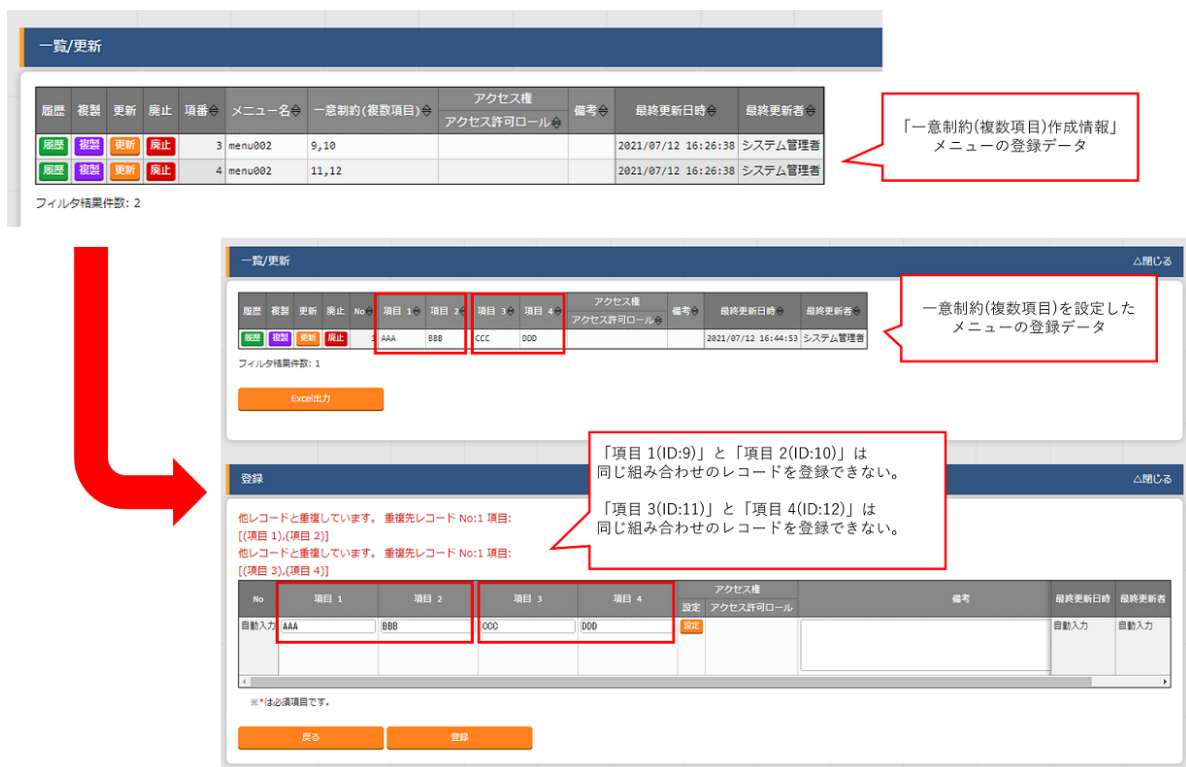 一覧/更新
履歴 複製 更新 廃止 項番 メニュー名 一意制約(複数項目) アクセス権 備考 最終更新日時 最終更新者
アクセス許可ロール
履歴 複製 更新 廃止 3 menu002 9,10 2021/07/12 16:26:38 システム管理者
履歴 複製 更新 廃止 4 menu002 11,12 2021/07/12 16:26:38 システム管理者
フィルタ結果件数: 2
「一意制約(複数項目)作成情報」
メニューの登録データ
一覧/更新 △閉じる
履歴 複製 更新 廃止 No 項目 1 項目 2 項目 3 項目 4 アクセス権 備考 最終更新日時 最終更新者
アクセス許可ロール
履歴 複製 更新 廃止 1 AAA BBB CCC DDD 2021/07/12 16:44:53 システム管理者
フィルタ結果件数: 1
Excel出力
一意制約(複数項目)を設定した
メニューの登録データ
登録 △閉じる
「項目 1(ID:9)」と「項目 2(ID:10)」は
同じ組み合わせのレコードを登録できない。
「項目 3(ID:11)」と「項目 4(ID:12)」は
同じ組み合わせのレコードを登録できない。
他レコードと重複しています。 重複先レコード No:1 項目:
[(項目 1),(項目 2)]
他レコードと重複しています。 重複先レコード No:1 項目:
[(項目 3),(項目 4)]
No 項目 1 項目 2 項目 3 項目 4 アクセス権 備考 最終更新日時 最終更新者
設定 アクセス許可ロール
自動入力 AAA BBB CCC DDD 設定 自動入力 自動入力
※*は必須項目です。
戻る 登録